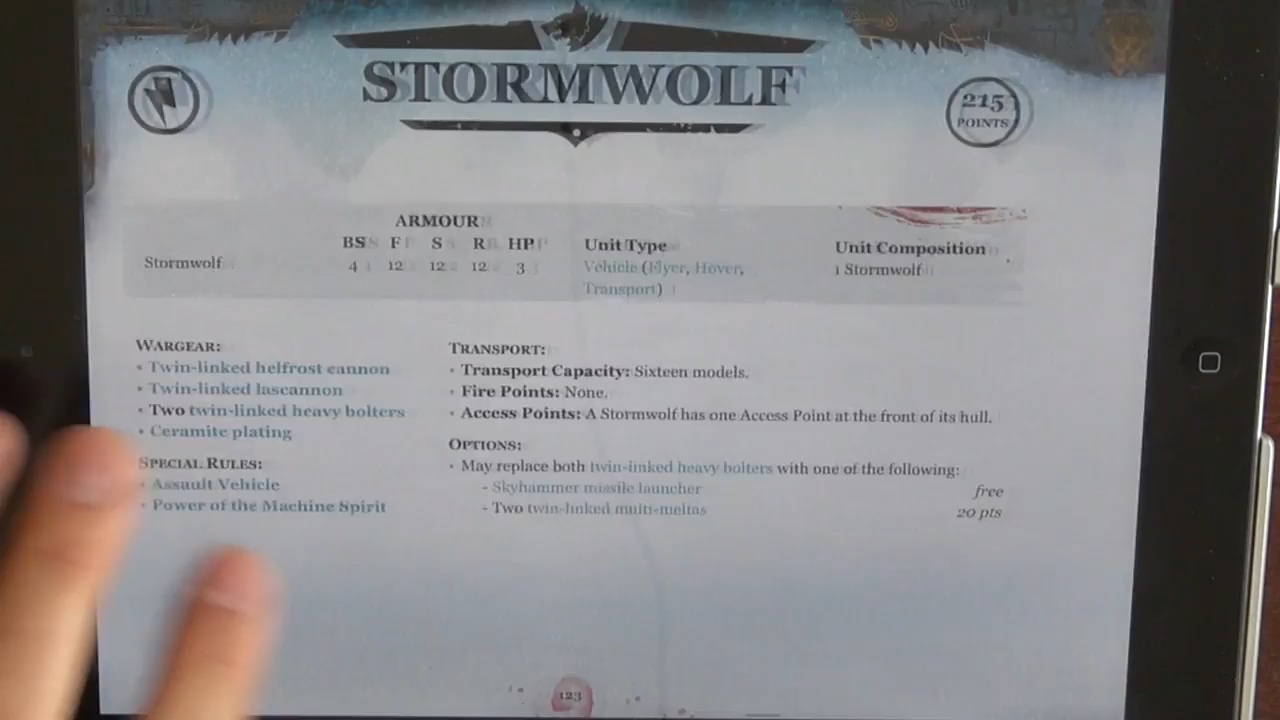 STORMWOLF
215
POINTS
ARMOUR
BS F S R HP Unit Type Unit Composition
Stormwolf 4 12 12 12 3 Vehicle (Flyer, Hover, 1 Stormwolf
Transport)
WARGEAR:
• Twin-linked helfrost cannon
• Twin-linked lascannon
• Two twin-linked heavy bolters
• Ceramite plating
SPECIAL RULES:
• Assault Vehicle
• Power of the Machine Spirit
TRANSPORT:
• Transport Capacity: Sixteen models.
• Fire Points: None.
• Access Points: A Stormwolf has one Access Point at the front of its hull.
OPTIONS:
• May replace both twin-linked heavy bolters with one of the following:
- Skyhammer missile launcher free
- Two twin-linked multi-meltas 20 pts
123